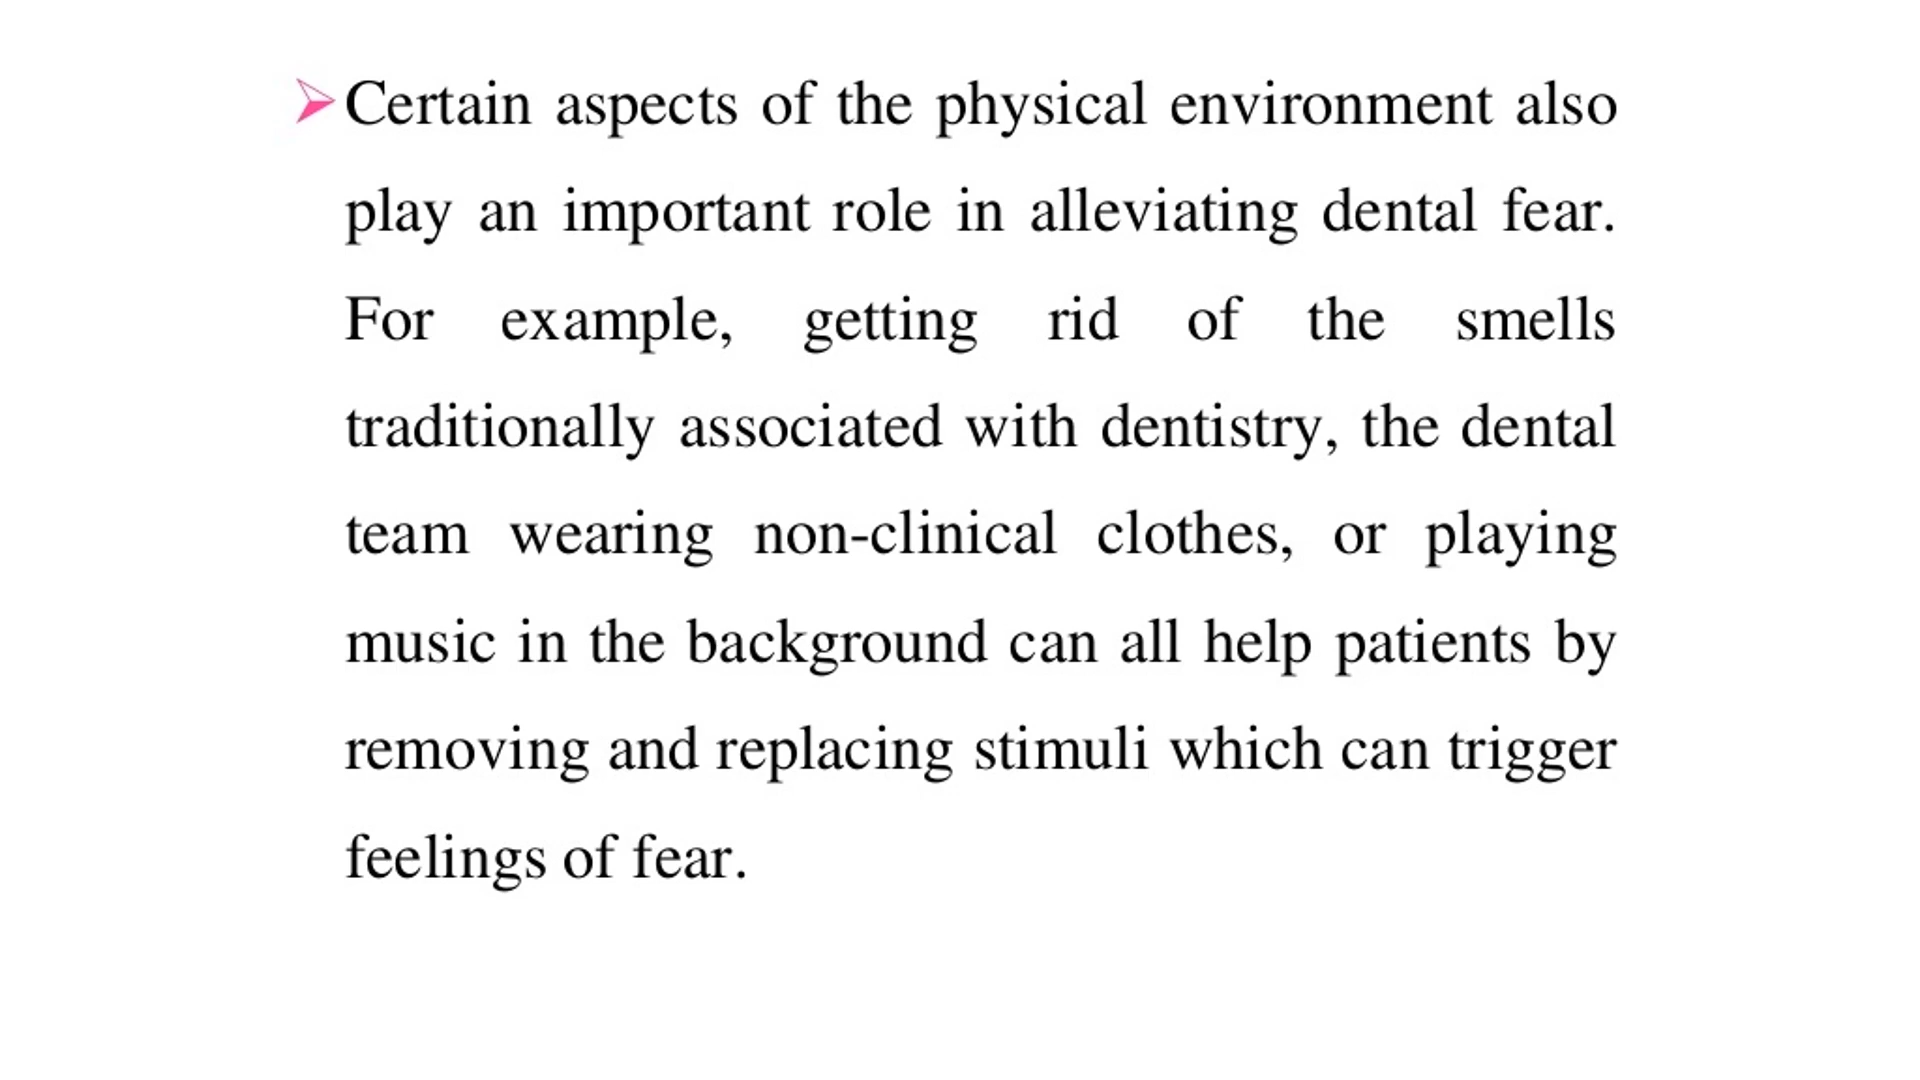 ➢Certain aspects of the physical environment also
play an important role in alleviating dental fear.
For example, getting rid of the smells
traditionally associated with dentistry, the dental
team wearing non-clinical clothes, or playing
music in the background can all help patients by
removing and replacing stimuli which can trigger
feelings of fear.